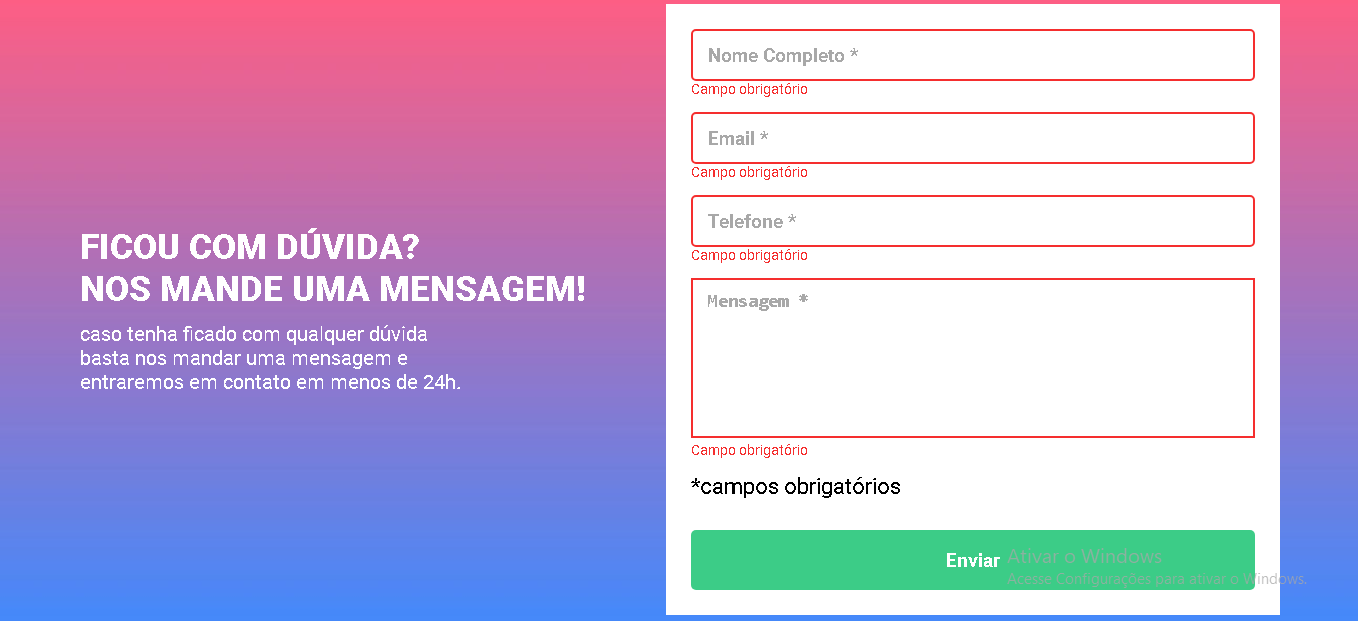 FICOU COM DÚVIDA?
NOS MANDE UMA MENSAGEM!
caso tenha ficado com qualquer dúvida
basta nos mandar uma mensagem e
entraremos em contato em menos de 24h.
Nome Completo *
Campo obrigatório
Email *
Campo obrigatório
Telefone *
Campo obrigatório
Mensagem *
Campo obrigatório
*campos obrigatórios
Enviar
Ativar o Windows
Acesse Configurações para ativar o Windows.